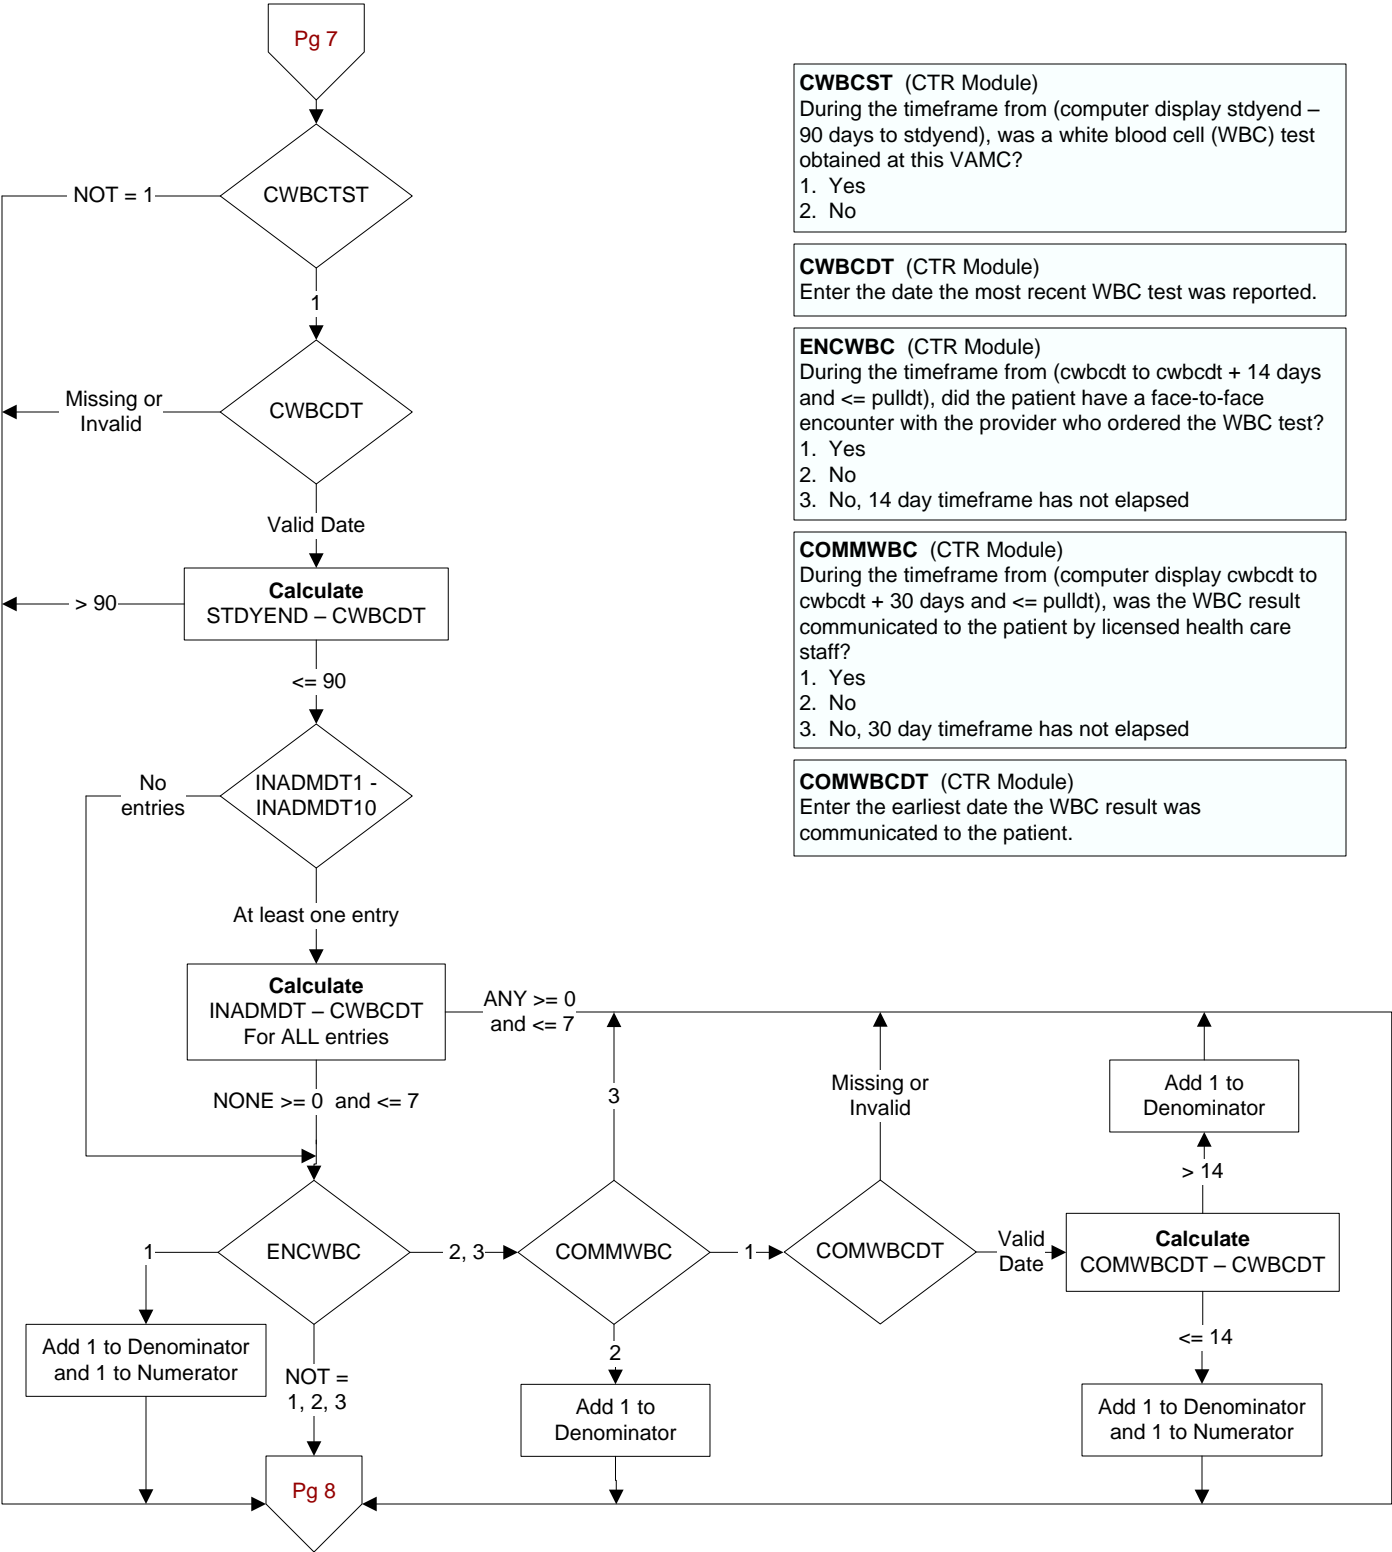 Pg 7
CWBCTST
NOT = 1
1
CWBCDT
Missing or
Invalid
Valid Date
Calculate
STDYEND – CWBCDT
> 90
<= 90
INADMDT1 -
INADMDT10
No
entries
At least one entry
Calculate
INADMDT – CWBCDT
For ALL entries
ANY >= 0
and <= 7
NONE >= 0 and <= 7
ENCWBC
1
Add 1 to Denominator
and 1 to Numerator
NOT =
1, 2, 3
2, 3
COMMWBC
3
2
Add 1 to
Denominator
1
COMWBCDT
Missing or
Invalid
Valid
Date
Calculate
COMWBCDT – CWBCDT
> 14
Add 1 to
Denominator
<= 14
Add 1 to Denominator
and 1 to Numerator
Pg 8
CWBCST (CTR Module)
During the timeframe from (computer display stdyend –
90 days to stdyend), was a white blood cell (WBC) test
obtained at this VAMC?
1. Yes
2. No
CWBCDT (CTR Module)
Enter the date the most recent WBC test was reported.
ENCWBC (CTR Module)
During the timeframe from (cwbcdt to cwbcdt + 14 days
and <= pulldt), did the patient have a face-to-face
encounter with the provider who ordered the WBC test?
1. Yes
2. No
3. No, 14 day timeframe has not elapsed
COMMWBC (CTR Module)
During the timeframe from (computer display cwbcdt to
cwbcdt + 30 days and <= pulldt), was the WBC result
communicated to the patient by licensed health care
staff?
1. Yes
2. No
3. No, 30 day timeframe has not elapsed
COMWBCDT (CTR Module)
Enter the earliest date the WBC result was
communicated to the patient.